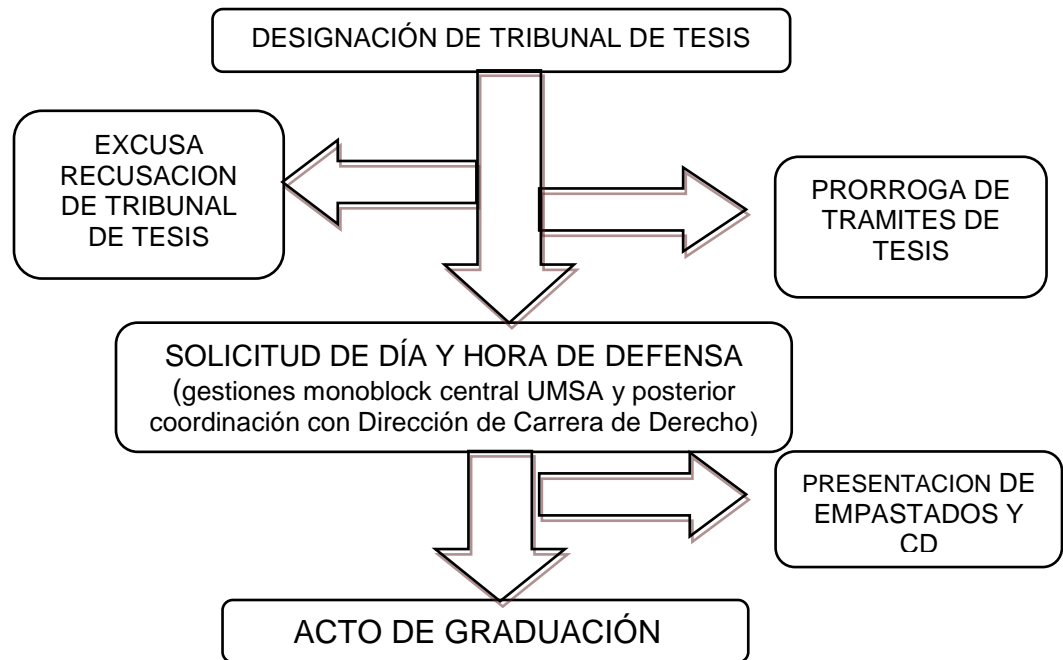 DESIGNACIÓN DE TRIBUNAL DE TESIS
EXCUSA
RECUSACION
DE TRIBUNAL
DE TESIS
PRORROGA DE
TRAMITES DE
TESIS
SOLICITUD DE DÍA Y HORA DE DEFENSA
(gestiones monoblock central UMSA y posterior
coordinación con Dirección de Carrera de Derecho)
PRESENTACION DE
EMPASTADOS Y
CD
ACTO DE GRADUACIÓN